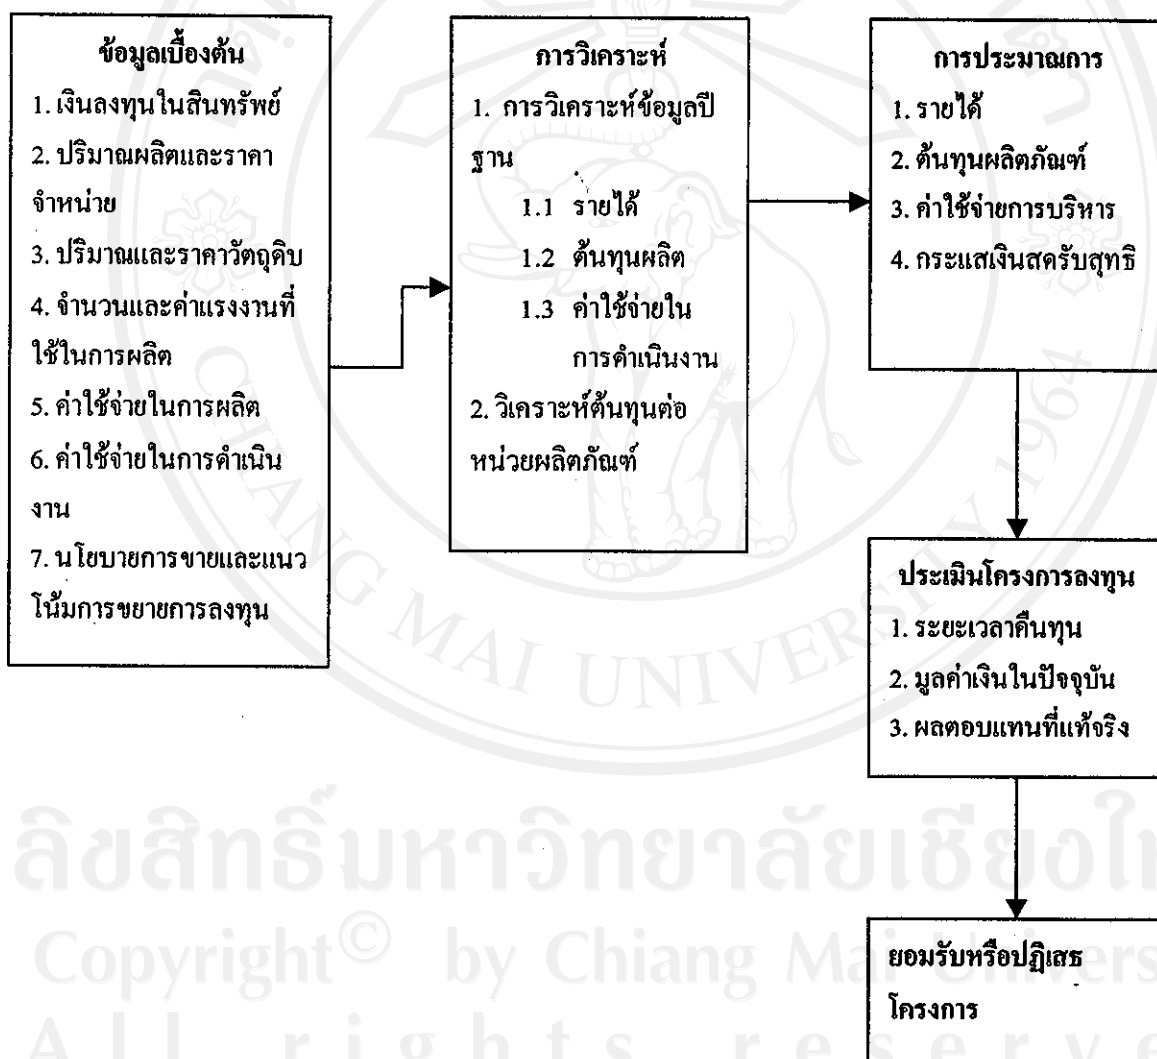 ข้อมูลเบื้องต้น
1. เงินลงทุนในสินทรัพย์
2. ปริมาณผลิตและราคา
จำหน่าย
3. ปริมาณและราคาวัตถุดิบ
4. จำนวนและค่าแรงงานที่
ใช้ในการผลิต
5. ค่าใช้จ่ายในการผลิต
6. ค่าใช้จ่ายในการดำเนิน
งาน
7. นโยบายการขายและแนว
โน้มการขยายการลงทุน
การวิเคราะห์
1. การวิเคราะห์ข้อมูลปี
ฐาน
1.1 รายได้
1.2 ต้นทุนผลิต
1.3 ค่าใช้จ่ายใน
การดำเนินงาน
2. วิเคราะห์ต้นทุนต่อ
หน่วยผลิตภัณฑ์
การประมาณการ
1. รายได้
2. ต้นทุนผลิตภัณฑ์
3. ค่าใช้จ่ายการบริหาร
4. กระแสเงินสดรับสุทธิ
ประเมินโครงการลงทุน
1. ระยะเวลาคืนทุน
2. มูลค่าเงินในปัจจุบัน
3. ผลตอบแทนที่แท้จริง
ยอมรับหรือปฏิเสธ
โครงการ
CHIANG MAI UNIVERSITY 1964
ลิขสิทธิ์มหาวิทยาลัยเชียงให
Copyright© by Chiang Mai Univers
All rights reserve